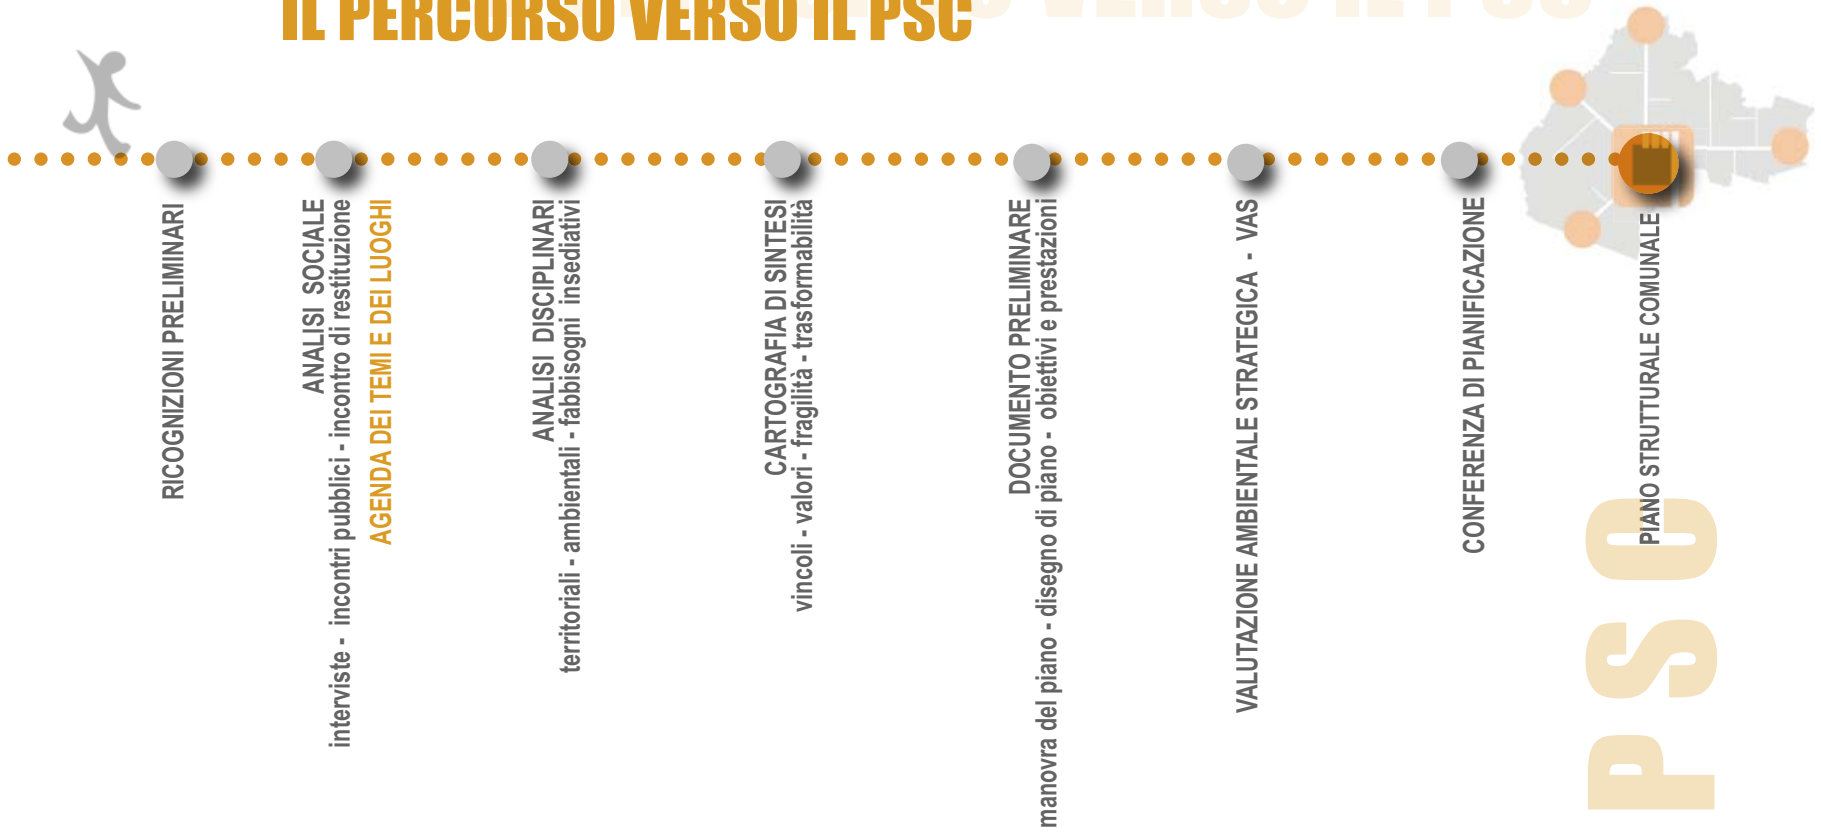 IL PERCORSO VERSO IL PSC
RICOGNIZIONI PRELIMINARI
ANALISI SOCIALE
interviste - incontri pubblici - incontro di restituzione
AGENDA DEI TEMI E DEI LUOGHI
ANALISI DISCIPLINARI
territoriali - ambientali - fabbisogni insediativi
CARTOGRAFIA DI SINTESI
vincoli - valori - fragilità - trasformabilità
DOCUMENTO PRELIMINARE
manovra del piano - disegno di piano - obiettivi e prestazioni
VALUTAZIONE AMBIENTALE STRATEGICA - VAS
CONFERENZA DI PIANIFICAZIONE
PIANO STRUTTURALE COMUNALE
PSC